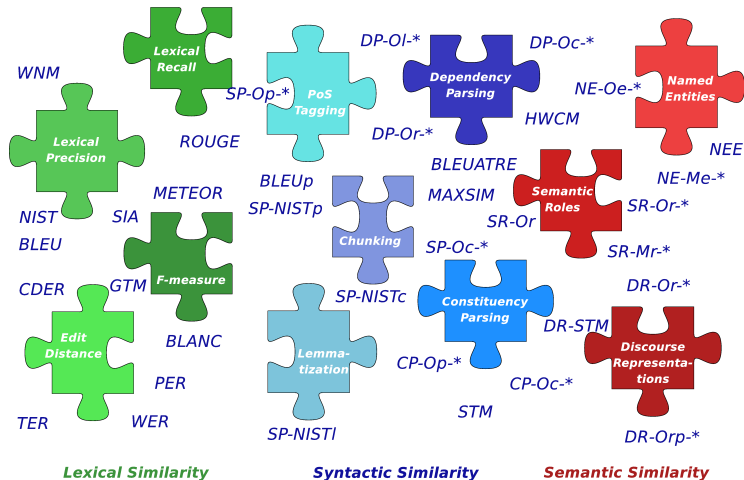 Lexical
Recall
WNM
ROUGE
Lexical
Precision
METEOR
NIST
SIA
BLEU
F-measure
CDER
GTM
BLANC
Edit
Distance
PER
TER
WER
Lexical Similarity
DP-Ol-*
DP-Oc-*
SP-Op-*
PoS
Tagging
Dependency
Parsing
DP-Or-*
HWCM
BLEUATRE
BLEUp
SP-NISTp
MAXSIM
Chunking
SP-Oc-*
SP-NISTc
Constituency
Parsing
Lemma-
tization
CP-Op-*
CP-Oc-*
STM
SP-NISTl
Syntactic Similarity
NE-Oe-*
Named
Entities
NEE
NE-Me-*
Semantic
Roles
SR-Or
SR-Or-*
SR-Mr-*
DR-Or-*
DR-STM
Discourse
Representa-
tions
DR-Orp-*
Semantic Similarity